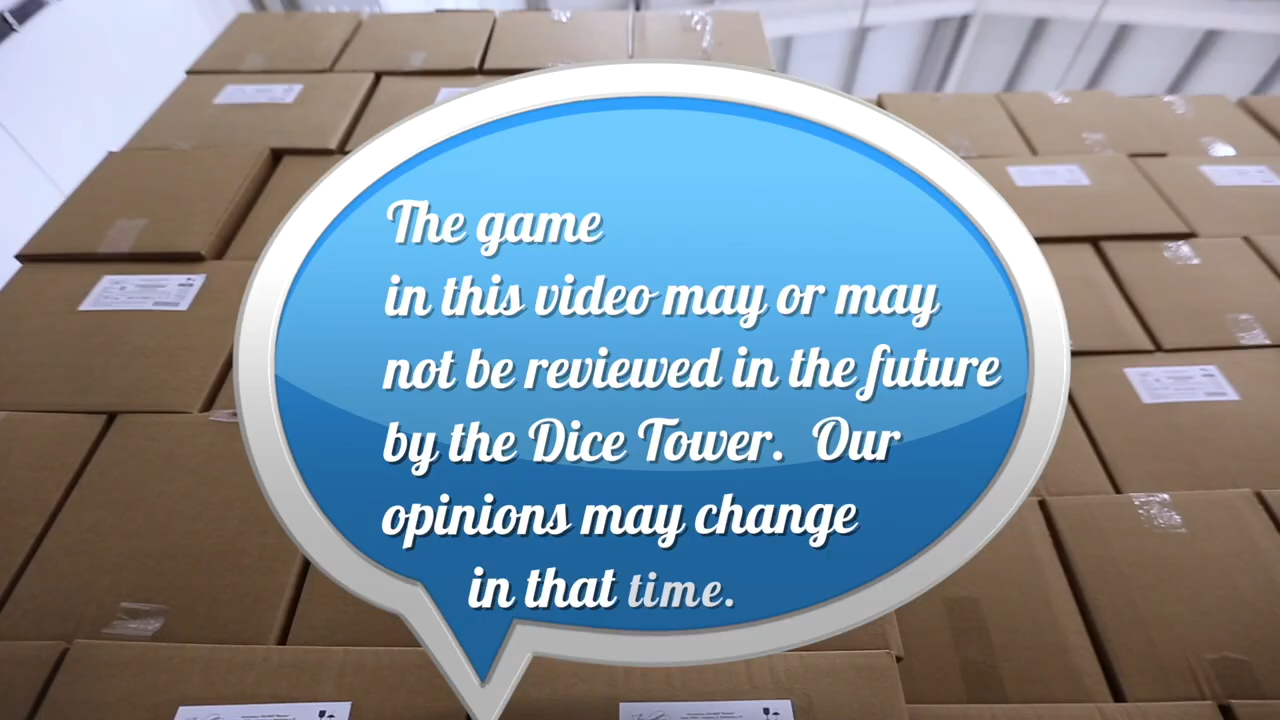 The game
in this video may or may
not be reviewed in the future
by the Dice Tower. Our
opinions may change
in that time.